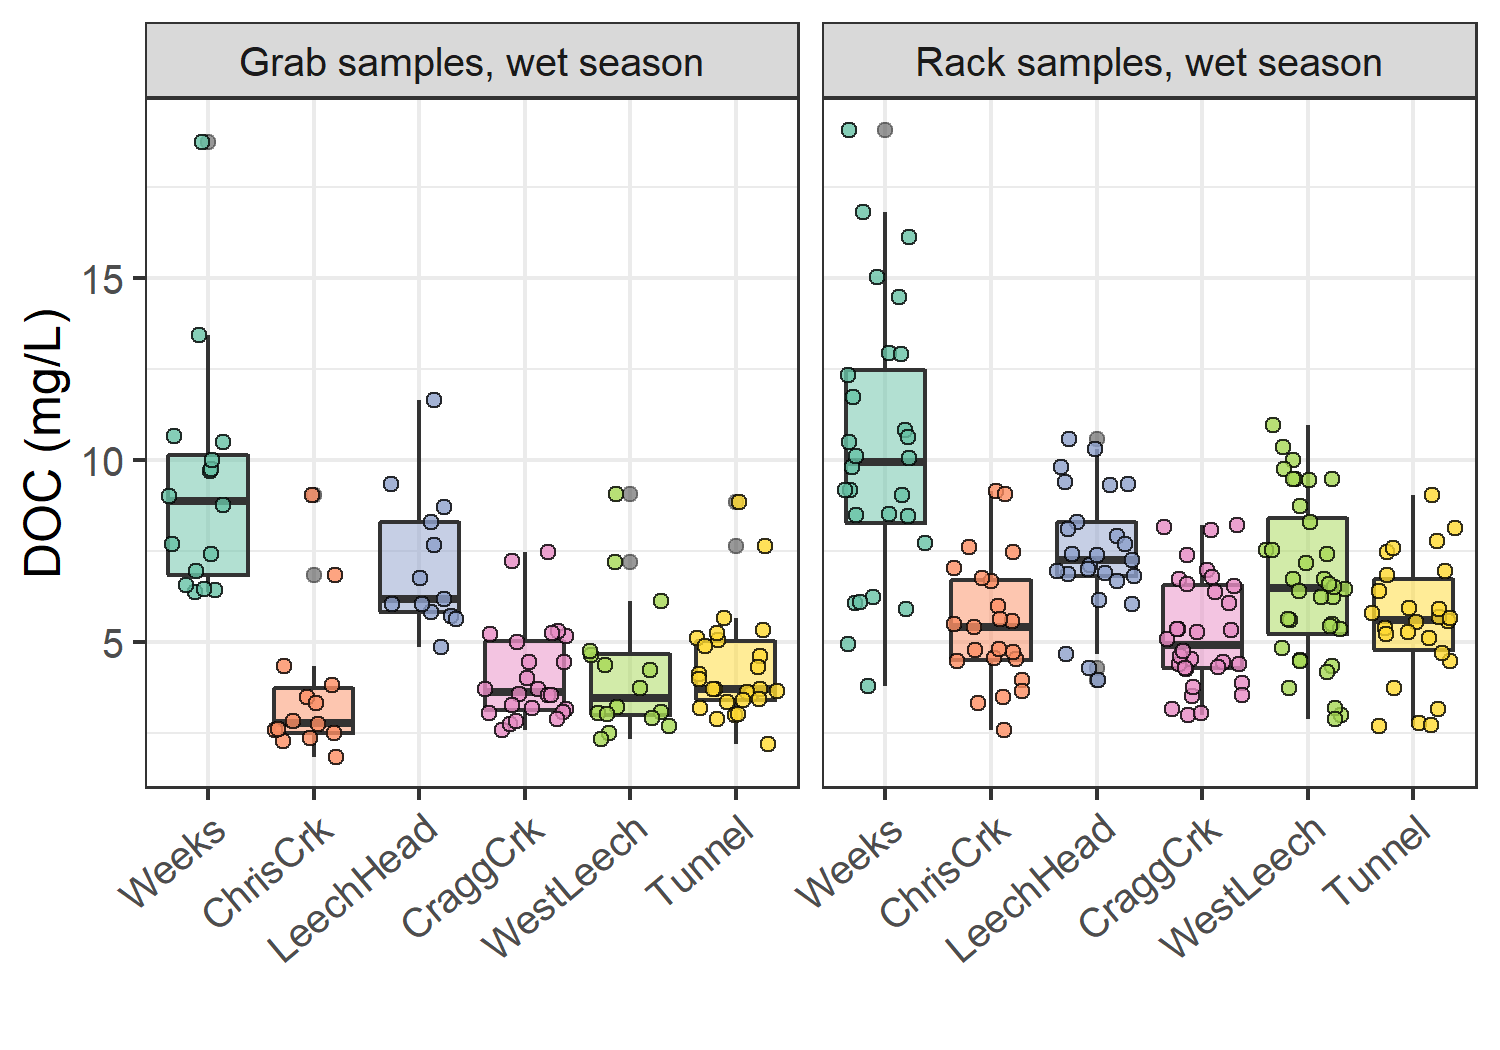 Grab samples, wet season
Rack samples, wet season
DOC (mg/L)
15
10
5
Weeks
ChrisCrk
LeechHead
CraggCrk
WestLeech
Tunnel
Weeks
ChrisCrk
LeechHead
CraggCrk
WestLeech
Tunnel